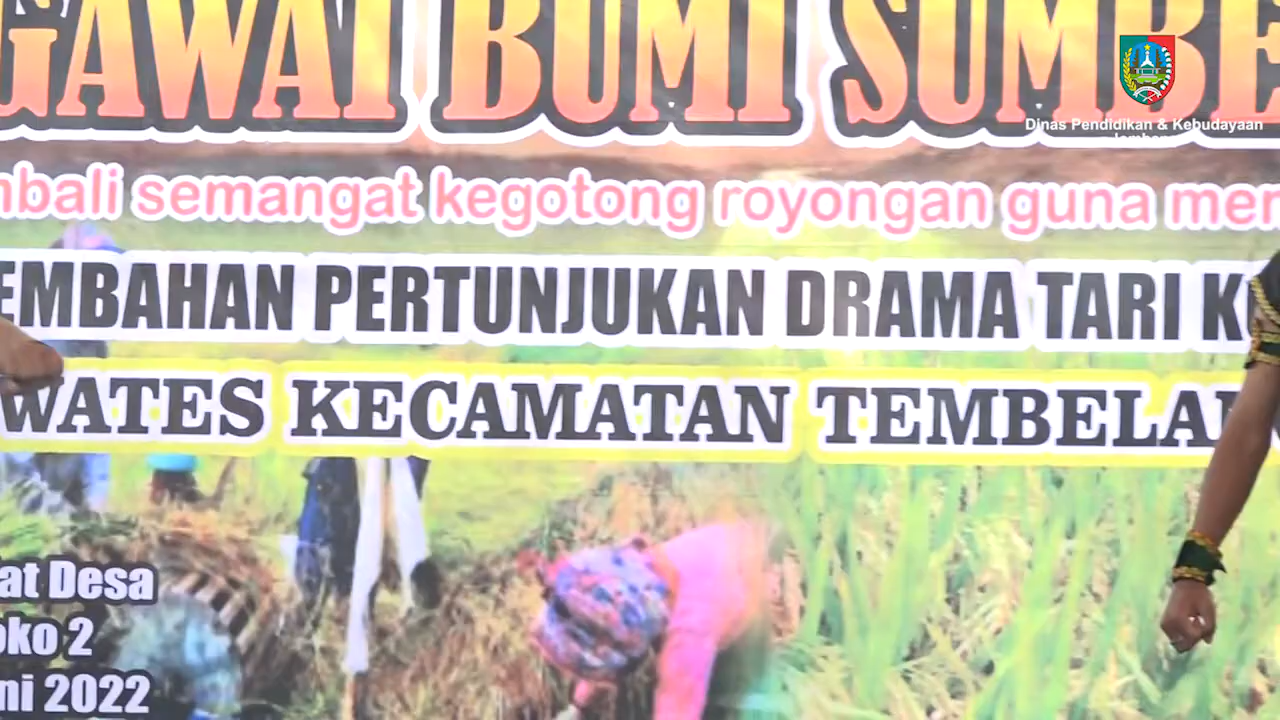 GAWAI BUMI SUMBE
Dinas Pendidikan & Kebudayaan
mbali semangat kegotong royongan guna mer
EMBAHAN PERTUNJUKAN DRAMA TARI K
WATES KECAMATAN TEMBELA
at Desa
oko 2
ni 2022